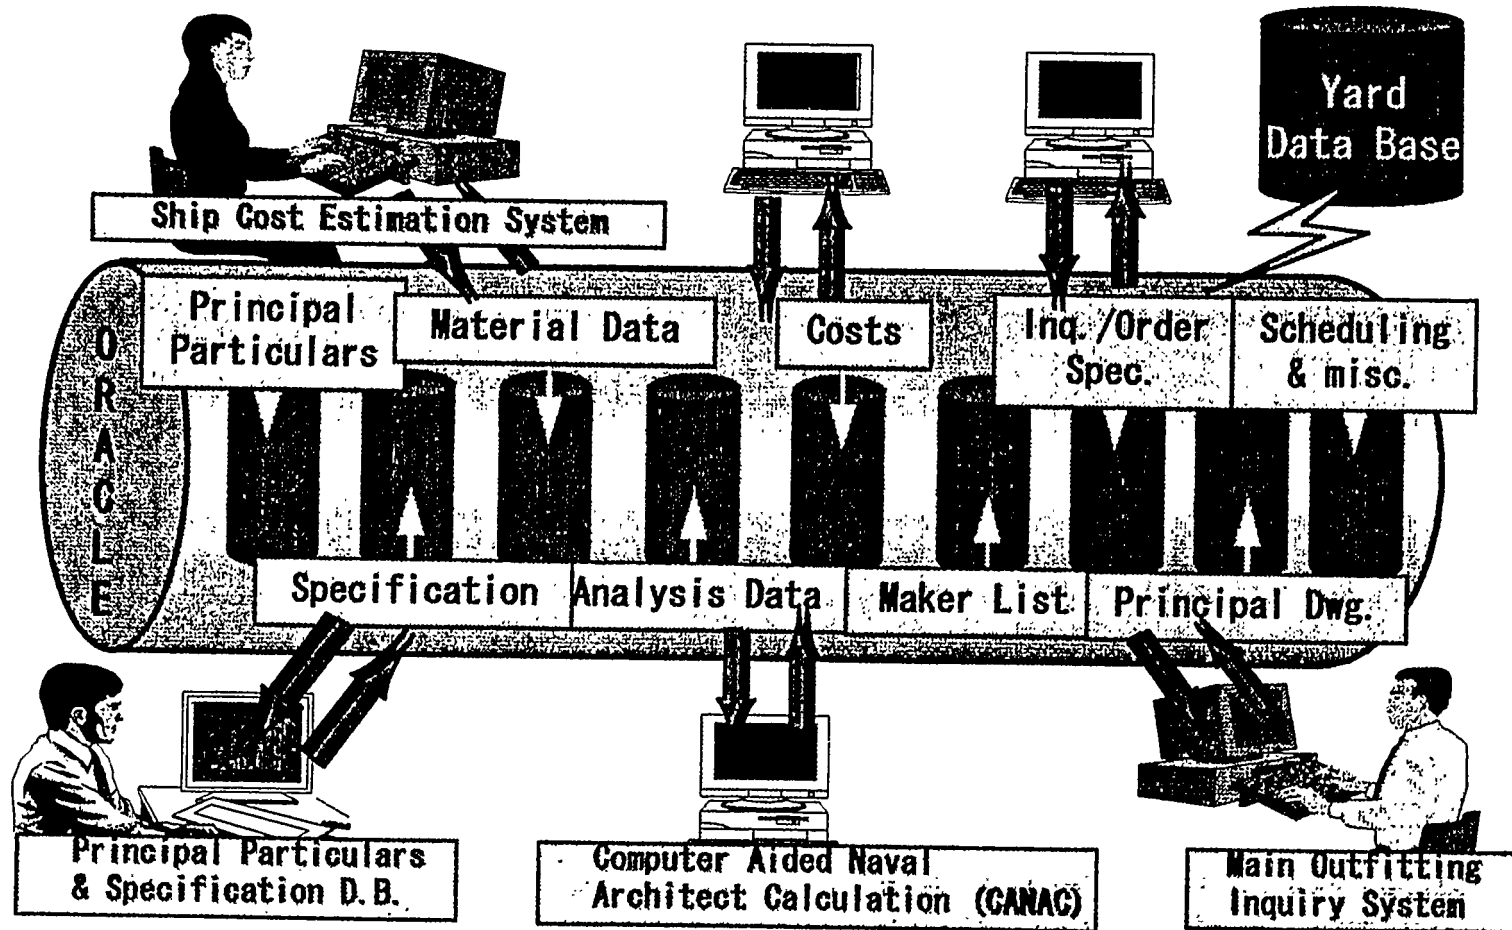 Yard
Data Base
Ship Cost Estimation System
ORACLE
Principal
Particulars
Material Data
Costs
Inq./Order
Spec.
Scheduling
& misc.
Specification
Analysis Data
Maker List
Principal Dwg.
Principal Particulars
& Specification D.B.
Computer Aided Naval
Architect Calculation (CANAC)
Main Outfitting
Inquiry System